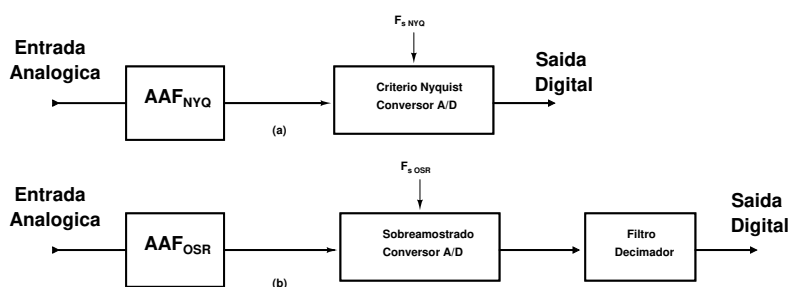 F_s NYQ
Entrada
Analogica
AAF_NYQ
Criterio Nyquist
Conversor A/D
Saida
Digital
(a)
F_s OSR
Entrada
Analogica
AAF_OSR
Sobreamostrado
Conversor A/D
Filtro
Decimador
Saida
Digital
(b)